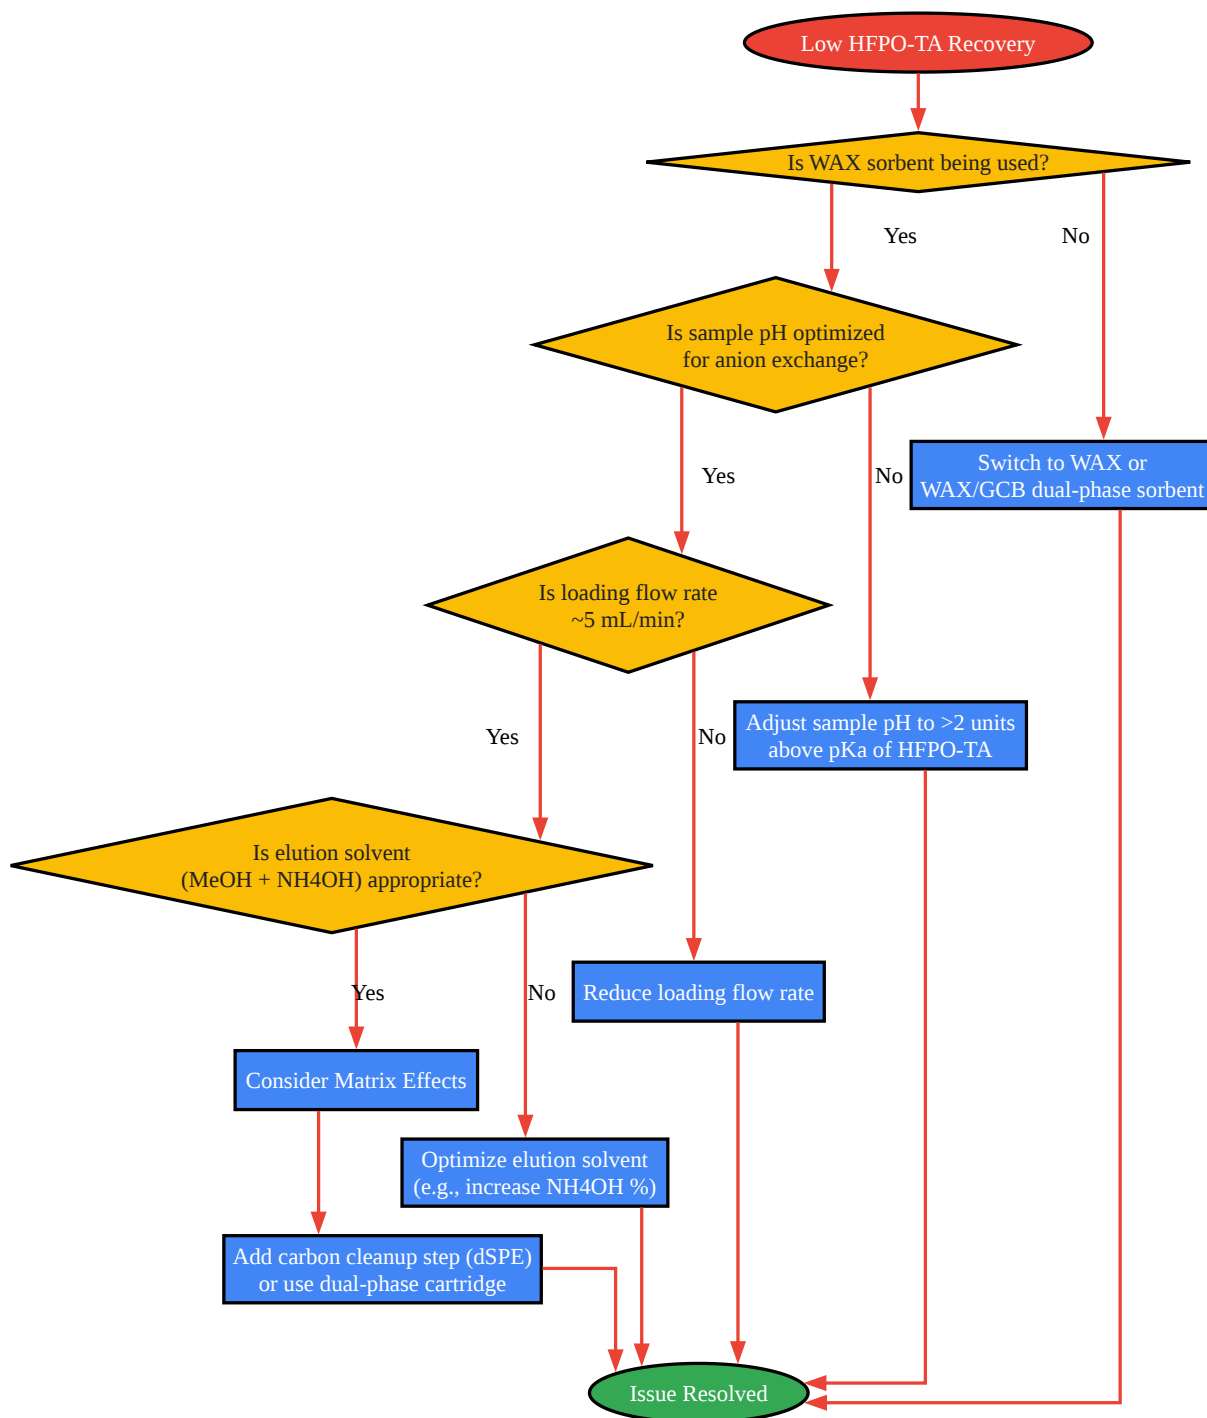 Low HFPO-TA Recovery
Is WAX sorbent being used?
Yes
No
Is sample pH optimized
for anion exchange?
Switch to WAX or
WAX/GCB dual-phase sorbent
Yes
No
Is loading flow rate
~5 mL/min?
Adjust sample pH to >2 units
above pKa of HFPO-TA
Yes
No
Is elution solvent
(MeOH + NH4OH) appropriate?
Yes
No
Reduce loading flow rate
Consider Matrix Effects
Optimize elution solvent
(e.g., increase NH4OH %)
Add carbon cleanup step (dSPE)
or use dual-phase cartridge
Issue Resolved